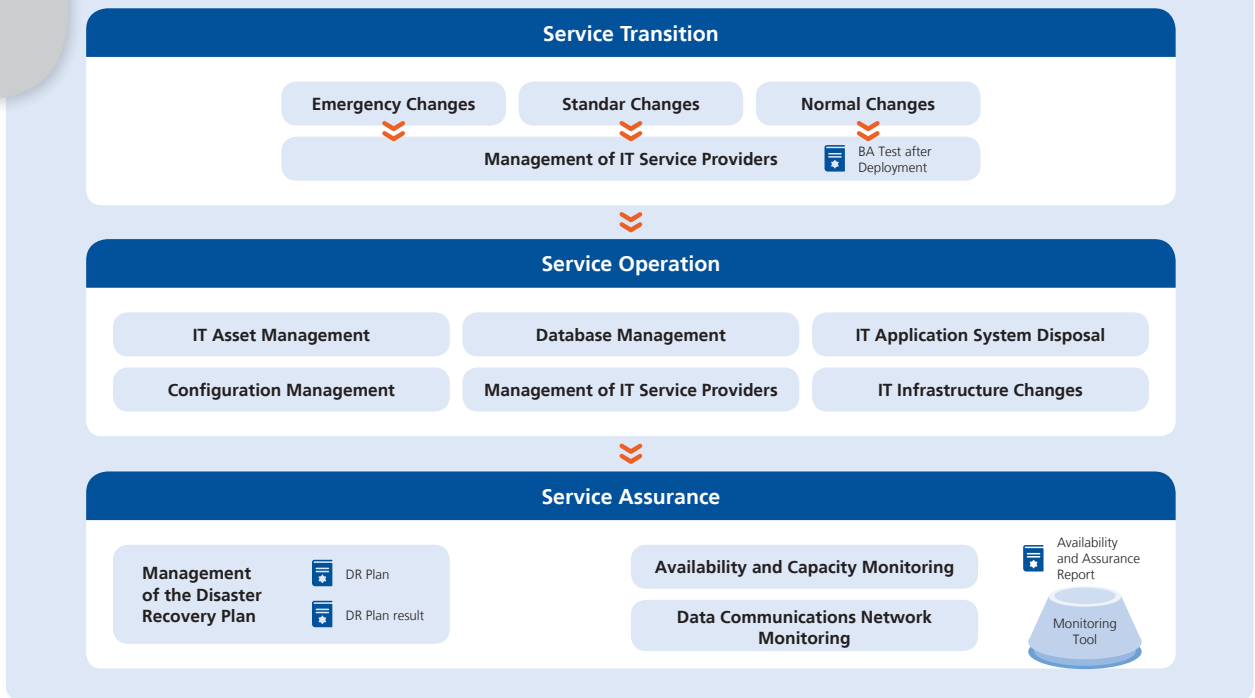 Service Transition
Emergency Changes
Standar Changes
Normal Changes
Management of IT Service Providers
BA Test after
Deployment
Service Operation
IT Asset Management
Database Management
IT Application System Disposal
Configuration Management
Management of IT Service Providers
IT Infrastructure Changes
Service Assurance
Management
of the Disaster
Recovery Plan
DR Plan
DR Plan result
Availability and Capacity Monitoring
Data Communications Network
Monitoring
Availability
and Assurance
Report
Monitoring
Tool